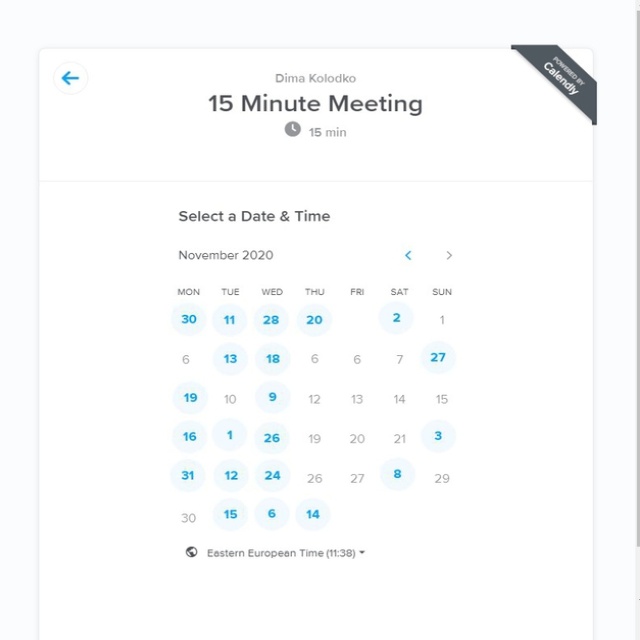 Dima Kolodko
15 Minute Meeting
15 min
POWERED BY
Calendly
Select a Date & Time
November 2020
MON TUE WED THU FRI SAT SUN
30 11 28 20 2 1
6 13 18 6 6 7 27
19 10 9 12 13 14 15
16 1 26 19 20 21 3
31 12 24 26 27 8 29
30 15 6 14
Eastern European Time (11:38)